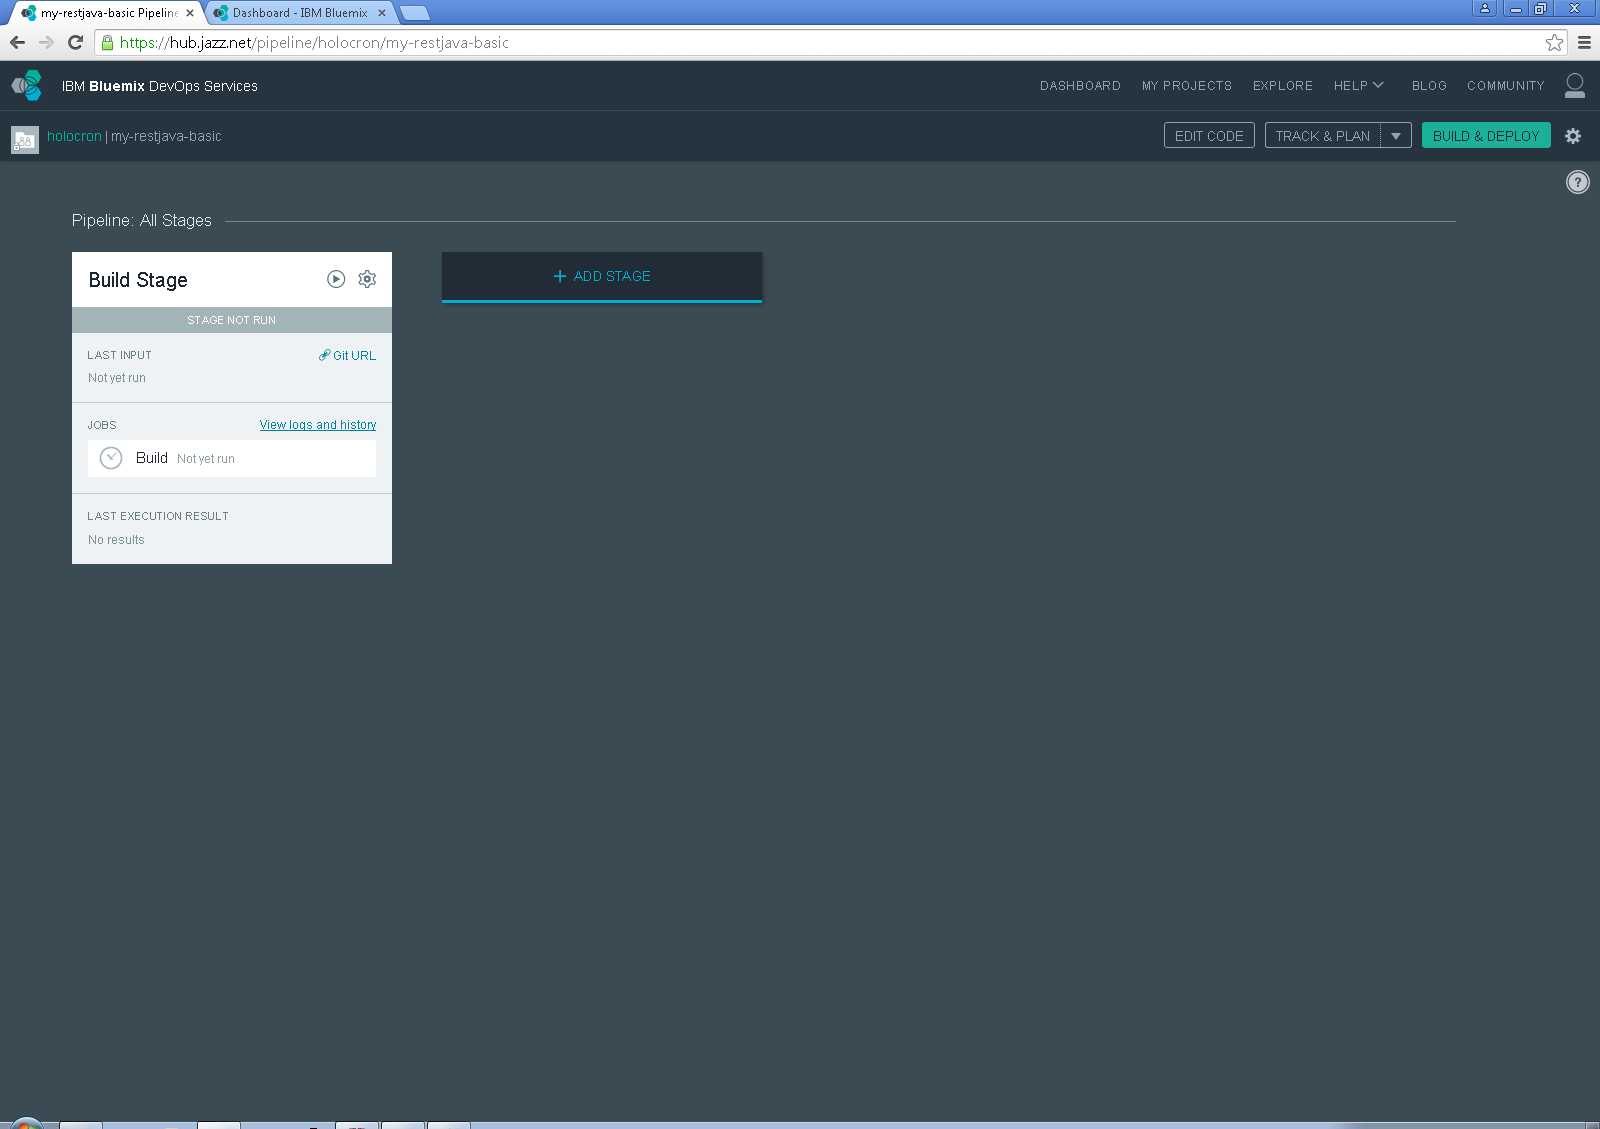 my-restjava-basic Pipeline
Dashboard - IBM Bluemix
https://hub.jazz.net/pipeline/holocron/my-restjava-basic
IBM Bluemix DevOps Services
DASHBOARD MY PROJECTS EXPLORE HELP BLOG COMMUNITY
holocron | my-restjava-basic
EDIT CODE TRACK & PLAN BUILD & DEPLOY
?
Pipeline: All Stages
Build Stage
+ ADD STAGE
STAGE NOT RUN
LAST INPUT Git URL
Not yet run
JOBS View logs and history
Build Not yet run
LAST EXECUTION RESULT
No results